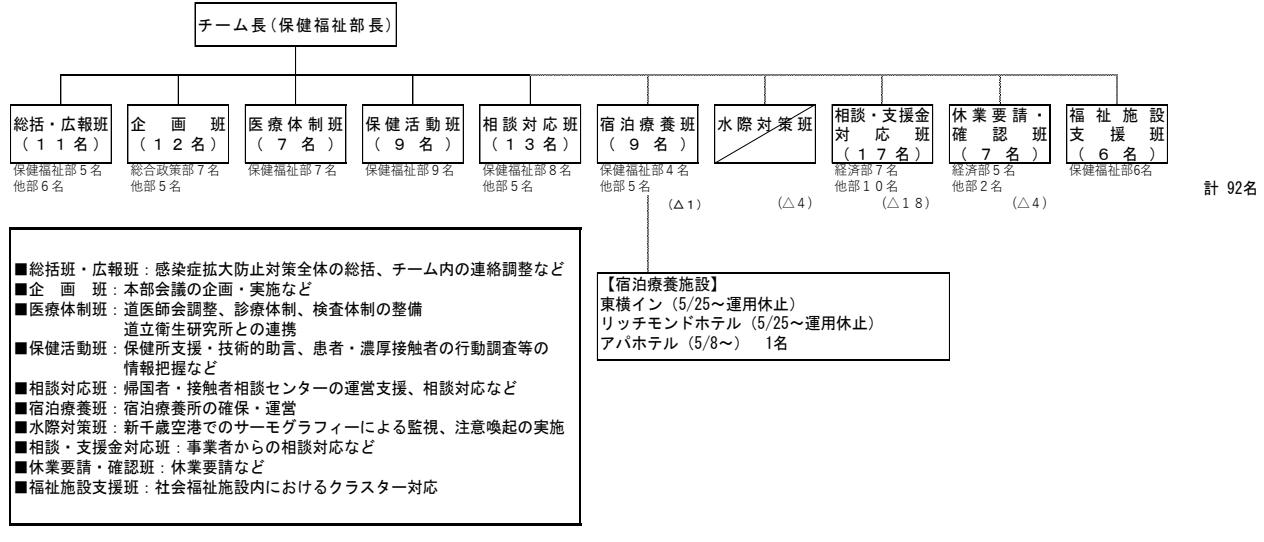 チーム長(保健福祉部長)
総括・広報班
(11名)
保健福祉部5名
他部6名
企画班
(12名)
総合政策部7名
他部5名
医療体制班
(7名)
保健福祉部7名
保健活動班
(9名)
保健福祉部9名
相談対応班
(13名)
保健福祉部8名
他部5名
宿泊療養班
(9名)
保健福祉部4名
他部5名
(△1)
水際対策班
(△4)
相談・支援金
対応班
(17名)
経済部7名
他部10名
(△18)
休業要請・
確認班
(7名)
経済部5名
他部2名
(△4)
福祉施設
支援班
(6名)
保健福祉部6名
計 92名
■総括班・広報班:感染症拡大防止対策全体の総括、チーム内の連絡調整など
■企 画 班:本部会議の企画・実施など
■医療体制班:道医師会調整、診療体制、検査体制の整備
道立衛生研究所との連携
■保健活動班:保健所支援・技術的助言、患者・濃厚接触者の行動調査等の
情報把握など
■相談対応班:帰国者・接触者相談センターの運営支援、相談対応など
■宿泊療養班:宿泊療養所の確保・運営
■水際対策班:新千歳空港でのサーモグラフィーによる監視、注意喚起の実施
■相談・支援金対応班:事業者からの相談対応など
■休業要請・確認班:休業要請など
■福祉施設支援班:社会福祉施設内におけるクラスター対応
【宿泊療養施設】
東横イン(5/25~運用休止)
リッチモンドホテル(5/25~運用休止)
アパホテル(5/8~) 1名